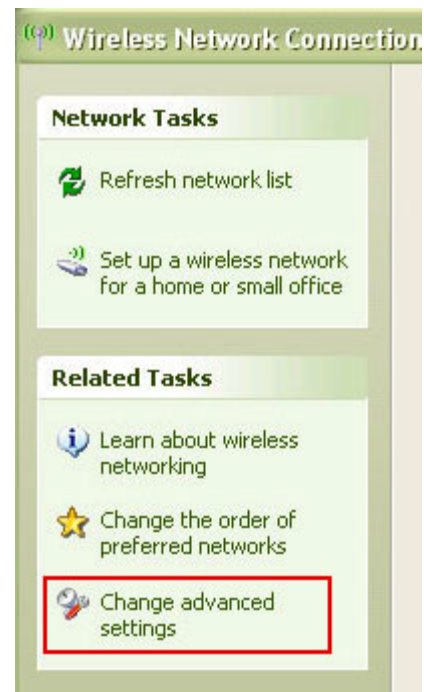 Wireless Network Connection
Network Tasks
Refresh network list
Set up a wireless network
for a home or small office
Related Tasks
Learn about wireless
networking
Change the order of
preferred networks
Change advanced
settings